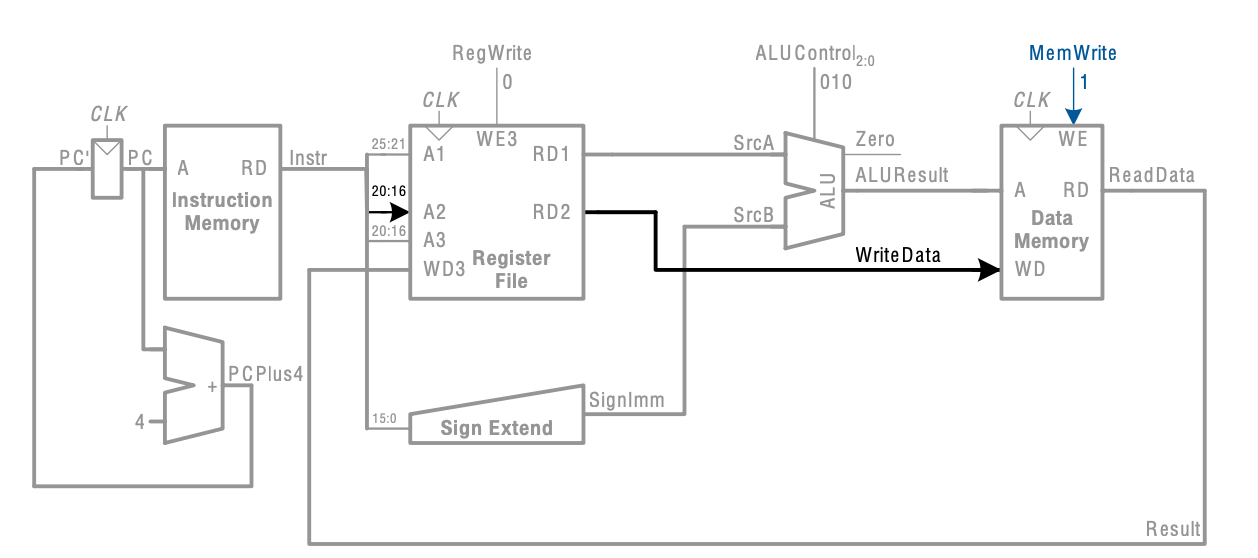 RegWrite
ALUControl2:0
MemWrite
0
010
1
CLK
CLK
CLK
PC'
PC
A
RD
Instr
Instruction
Memory
25:21
A1
WE3
RD1
SrcA
Zero
WE
20:16
A2
RD2
ALU
ALUResult
A
RD
ReadData
20:16
A3
SrcB
Data
Memory
WD3
Register
File
WriteData
WD
PCPlus4
+
4
SignImm
15:0
Sign Extend
Result